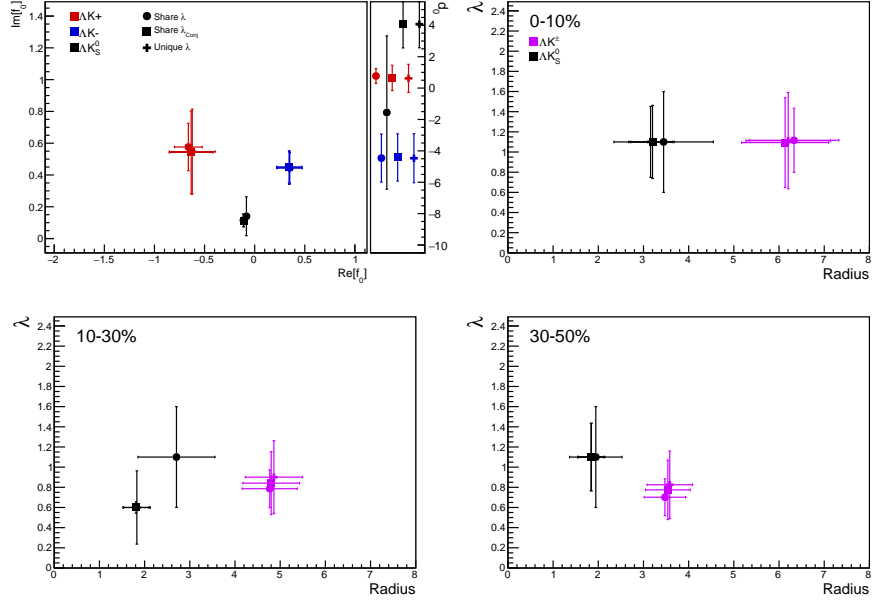 Im[f0]
1.4
1.2
1
0.8
0.6
0.4
0.2
0
−2 −1.5 −1 −0.5 0 0.5 1
Re[f0]
ΛK+
ΛK-
ΛK0S
Share λ
Share λConj
Unique λ
d0
4
2
0
−2
−4
−6
−8
−10
λ
0-10%
ΛK±
ΛK0S
2.4
2.2
2
1.8
1.6
1.4
1.2
1
0.8
0.6
0.4
0.2
0
0 1 2 3 4 5 6 7 8
Radius
λ
10-30%
2.4
2.2
2
1.8
1.6
1.4
1.2
1
0.8
0.6
0.4
0.2
0
0 1 2 3 4 5 6 7 8
Radius
λ
30-50%
2.4
2.2
2
1.8
1.6
1.4
1.2
1
0.8
0.6
0.4
0.2
0
0 1 2 3 4 5 6 7 8
Radius